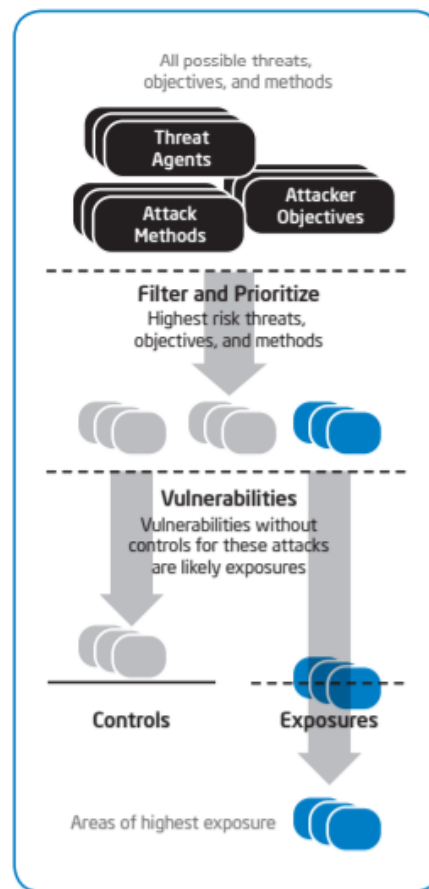 All possible threats,
objectives, and methods
Threat
Agents
Attacker
Objectives
Attack
Methods
Filter and Prioritize
Highest risk threats,
objectives, and methods
Vulnerabilities
Vulnerabilities without
controls for these attacks
are likely exposures
Controls
Exposures
Areas of highest exposure